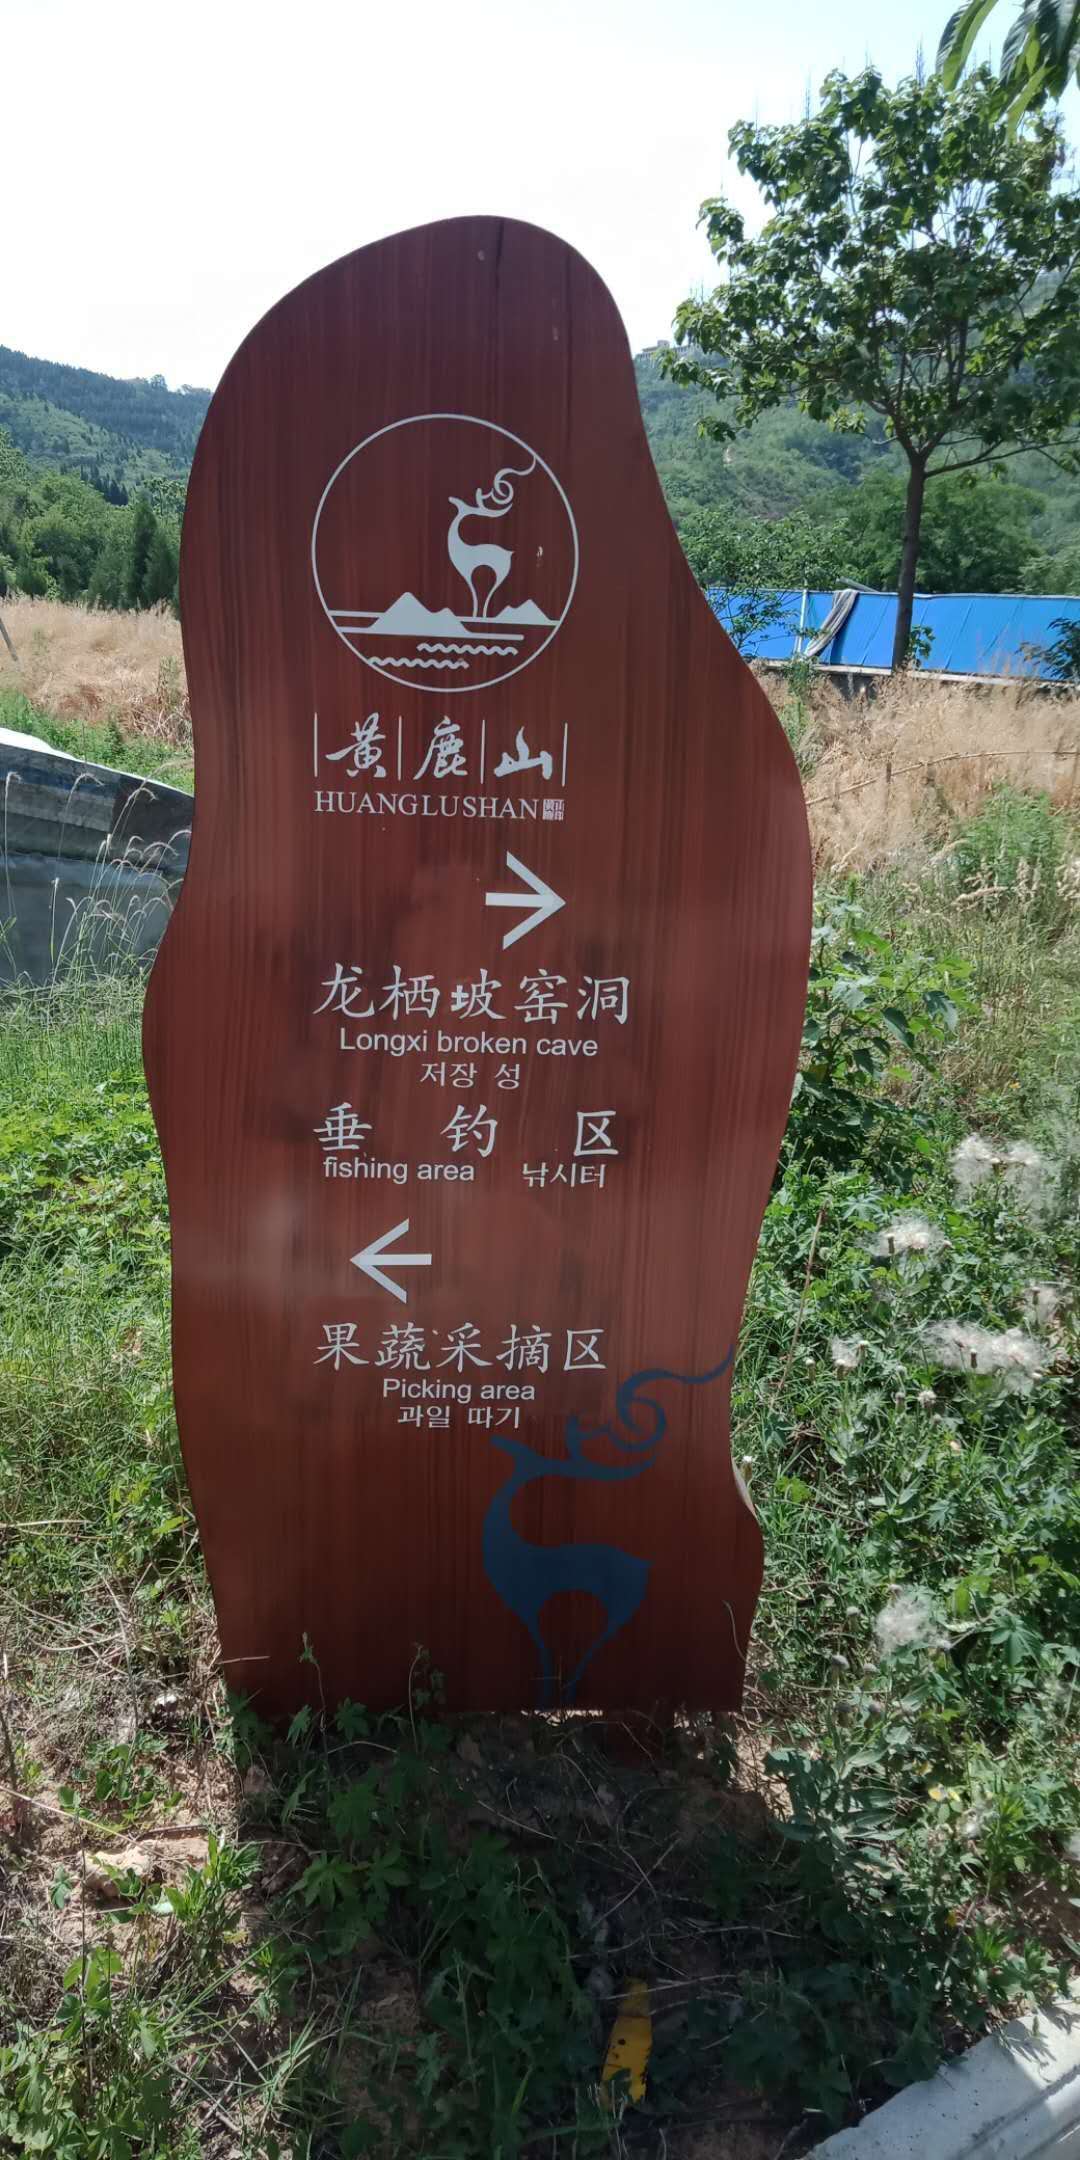 黄鹿山
HUANGLUSHAN
龙栖坡窑洞
Longxi broken cave
저장 성
垂钓区
fishing area 낚시터
果蔬采摘区
Picking area
과일 따기